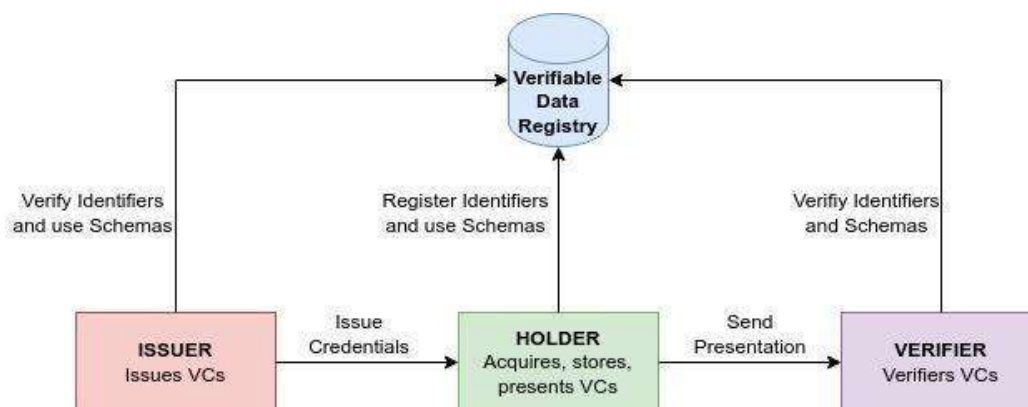 Verifiable
Data
Registry
Verify Identifiers
and use Schemas
Register Identifiers
and use Schemas
Verifiy Identifiers
and Schemas
Issue
Credentials
Send
Presentation
ISSUER
Issues VCs
HOLDER
Acquires, stores,
presents VCs
VERIFIER
Verifiers VCs